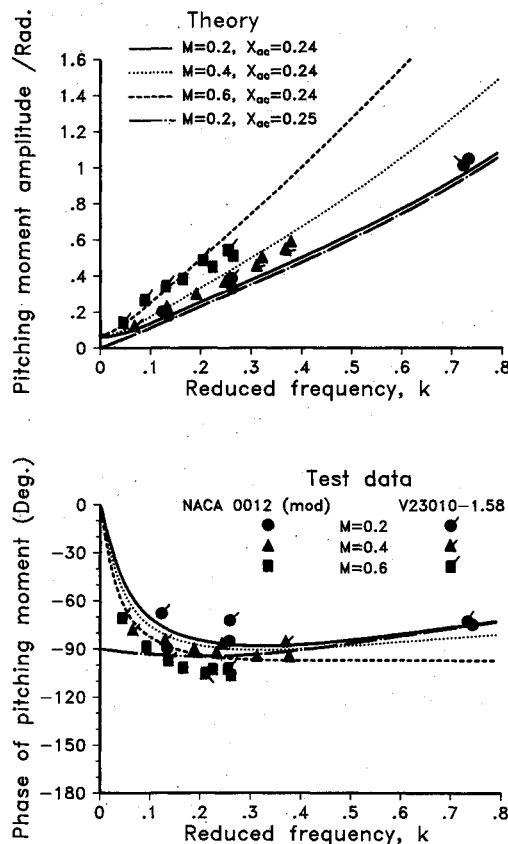 Theory
M=0.2, Xac=0.24
M=0.4, Xac=0.24
M=0.6, Xac=0.24
M=0.2, Xac=0.25
Pitching moment amplitude /Rad.
1.6
1.4
1.2
1
.8
.6
.4
.2
0
0 .1 .2 .3 .4 .5 .6 .7 .8
Reduced frequency, k
Test data
NACA 0012 (mod) V23010-1.58
M=0.2
M=0.4
M=0.6
Phase of pitching moment (Deg.)
0
-30
-60
-90
-120
-150
-180
0 .1 .2 .3 .4 .5 .6 .7 .8
Reduced frequency, k